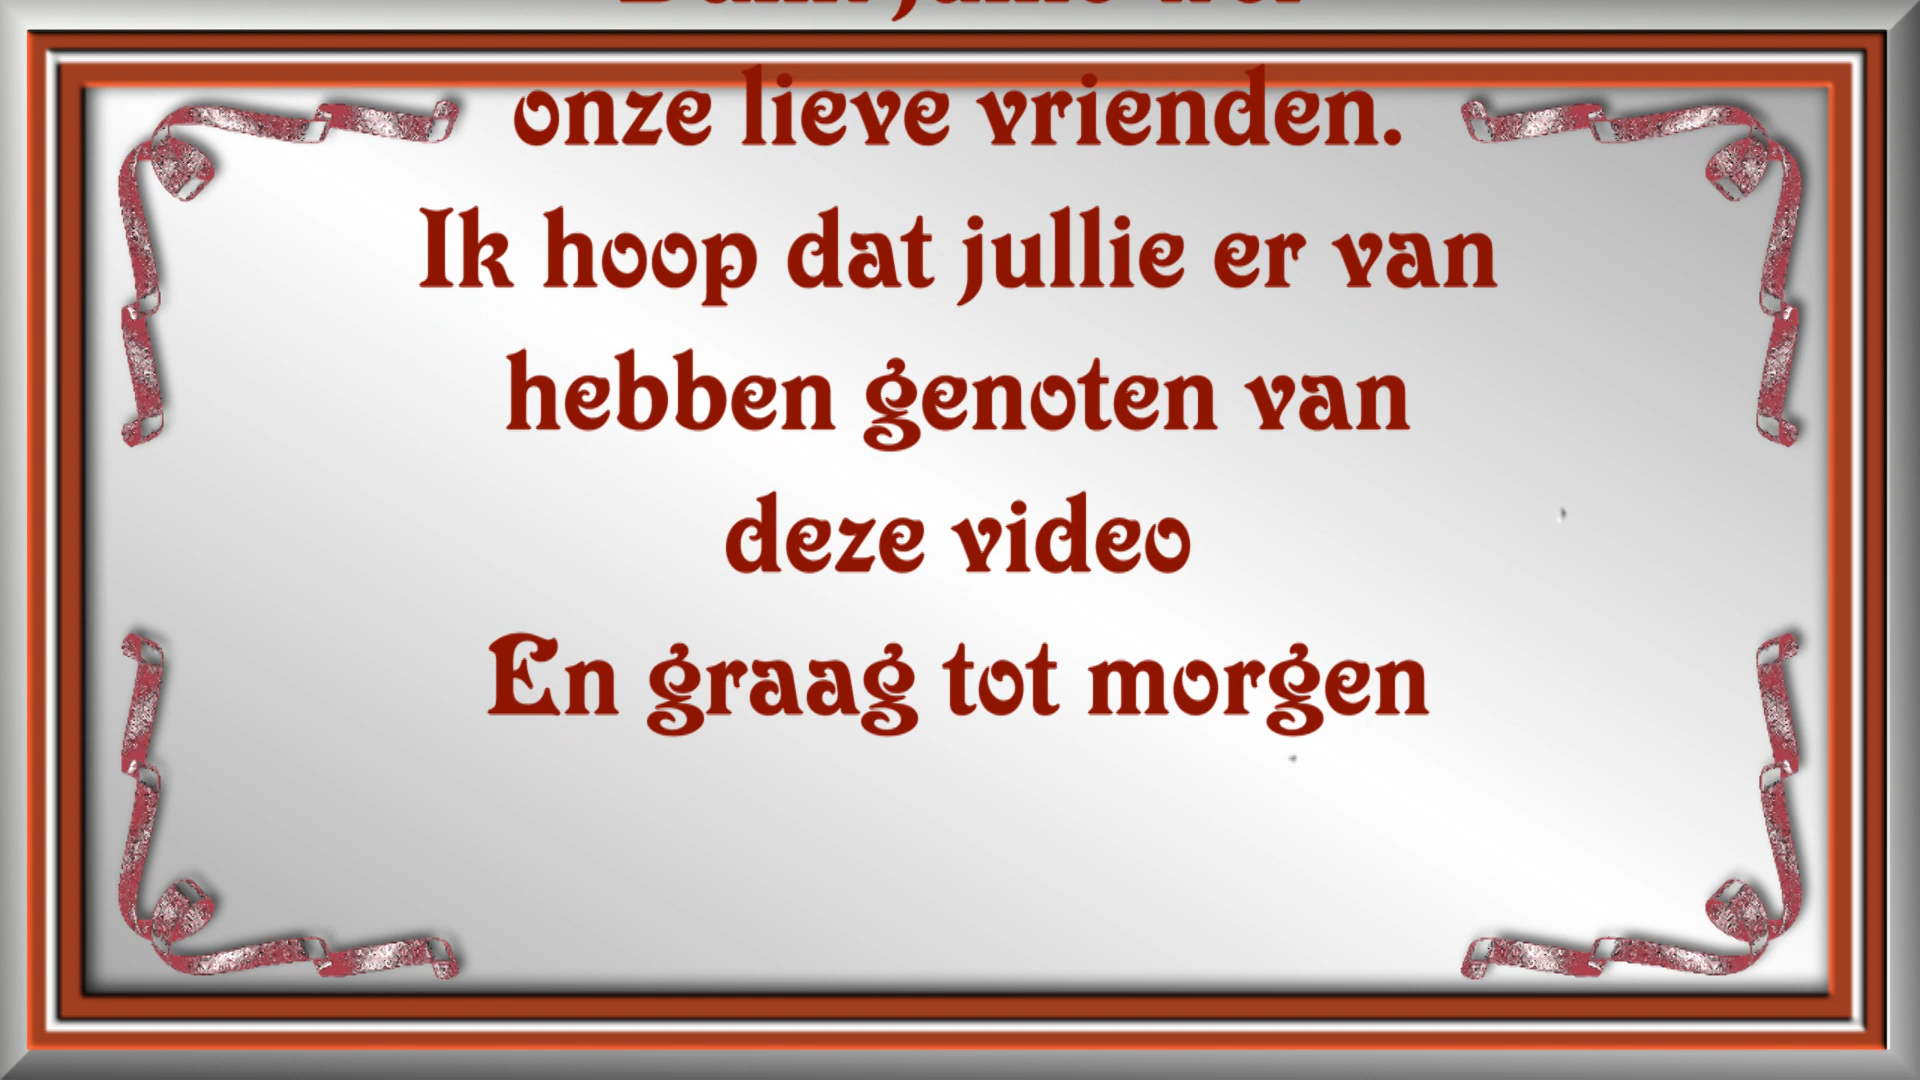 onze lieve vrienden.
Ik hoop dat jullie er van
hebben genoten van
deze video
En graag tot morgen